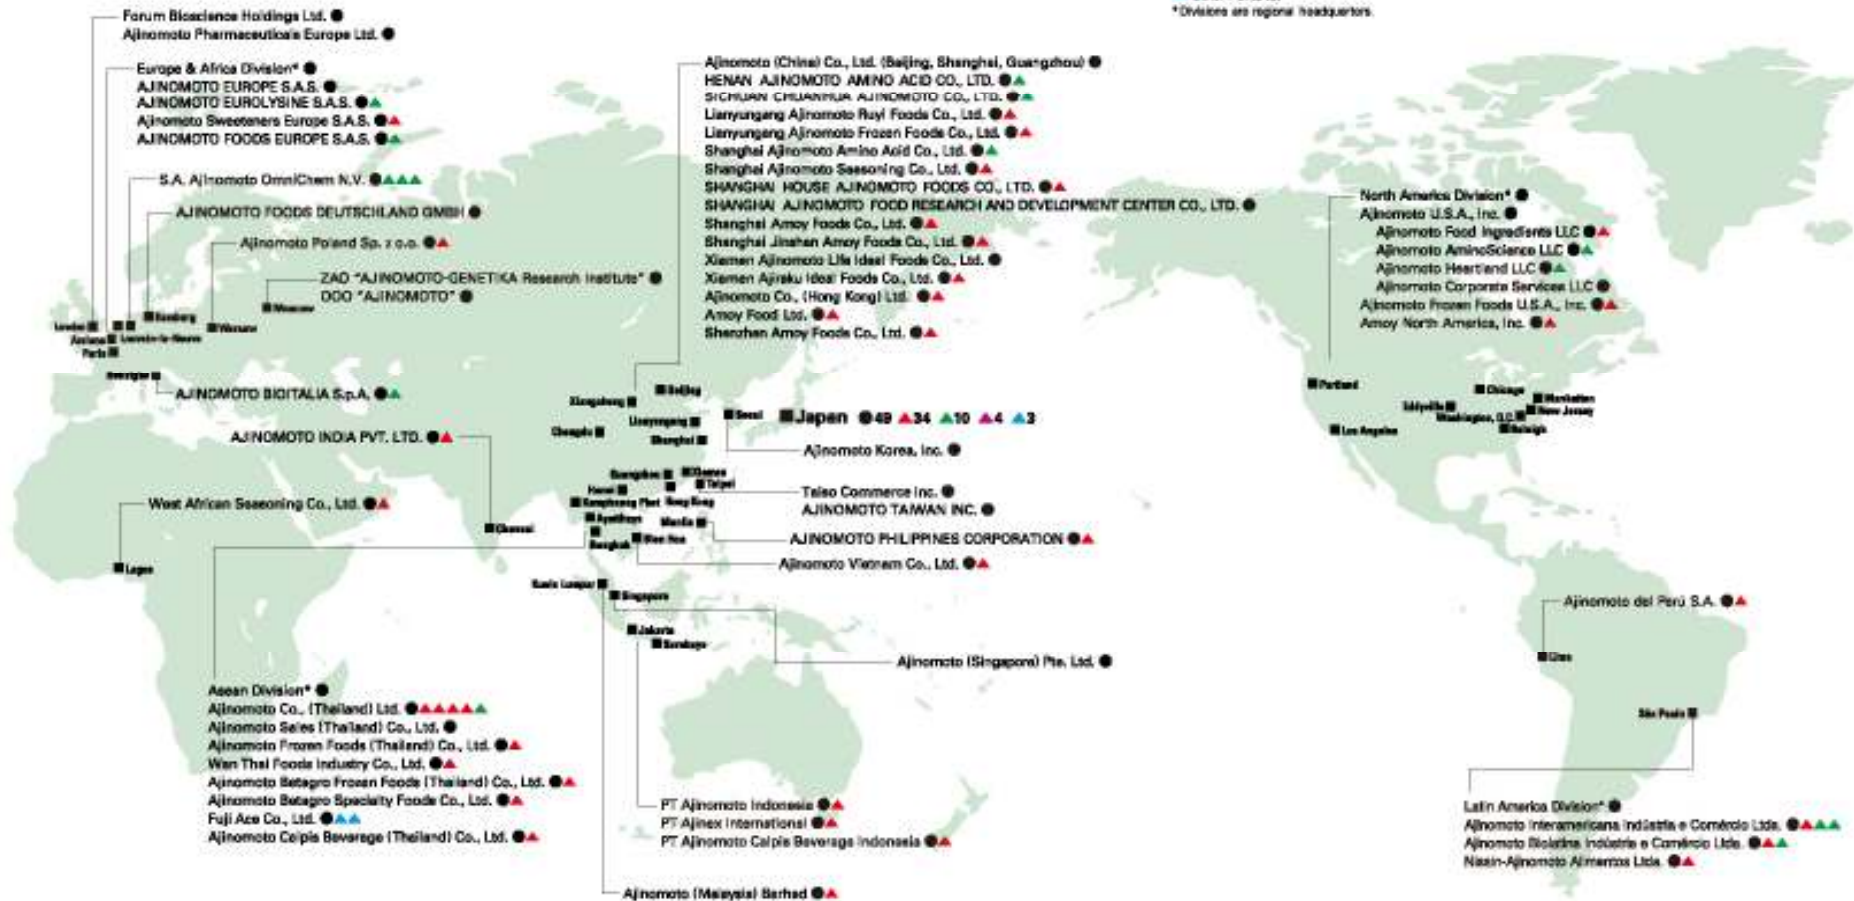 *Divisions are regional headquarters.
Forum Bioscience Holdings Ltd.
Ajinomoto Pharmaceuticals Europe Ltd.
Europe & Africa Division*
AJINOMOTO EUROPE S.A.S.
AJINOMOTO EUROLYSINE S.A.S.
Ajinomoto Sweeteners Europe S.A.S.
AJINOMOTO FOODS EUROPE S.A.S.
S.A. Ajinomoto OmniChem N.V.
AJINOMOTO FOODS DEUTSCHLAND GMBH
Ajinomoto Poland Sp. z o.o.
ZAO "AJINOMOTO-GENETIKA Research Institute"
OOO "AJINOMOTO"
London
Hamburg
Moscow
Warsaw
Louvain-la-Neuve
Amiens
Paris
AJINOMOTO BIOITALIA S.p.A.
AJINOMOTO INDIA PVT. LTD.
West African Seasoning Co., Ltd.
Lagos
Chennai
Ajinomoto (China) Co., Ltd. (Beijing, Shanghai, Guangzhou)
HENAN AJINOMOTO AMINO ACID CO., LTD.
SICHUAN CHUANHUA AJINOMOTO CO., LTD.
Lianyungang Ajinomoto Ruyi Foods Co., Ltd.
Lianyungang Ajinomoto Frozen Foods Co., Ltd.
Shanghai Ajinomoto Amino Acid Co., Ltd.
Shanghai Ajinomoto Seasoning Co., Ltd.
SHANGHAI HOUSE AJINOMOTO FOODS CO., LTD.
SHANGHAI AJINOMOTO FOOD RESEARCH AND DEVELOPMENT CENTER CO., LTD.
Shanghai Amoy Foods Co., Ltd.
Shanghai Jinshan Amoy Foods Co., Ltd.
Xiamen Ajinomoto Life Ideal Foods Co., Ltd.
Xiamen Ajiraku Ideal Foods Co., Ltd.
Ajinomoto Co., (Hong Kong) Ltd.
Amoy Food Ltd.
Shenzhen Amoy Foods Co., Ltd.
Beijing
Xiangcheng
Lianyungang
Chengdu
Shanghai
Seoul
Japan 49 34 10 4 3
Ajinomoto Korea, Inc.
Guangzhou
Xiamen
Taipei
Hanoi
Kamphaeng Phet
Hong Kong
Ayutthaya
Manila
Bangkok
Bien Hoa
Taiso Commerce Inc.
AJINOMOTO TAIWAN INC.
AJINOMOTO PHILIPPINES CORPORATION
Ajinomoto Vietnam Co., Ltd.
Kuala Lumpur
Singapore
Jakarta
Surabaya
Ajinomoto (Singapore) Pte. Ltd.
Asean Division*
Ajinomoto Co., (Thailand) Ltd.
Ajinomoto Sales (Thailand) Co., Ltd.
Ajinomoto Frozen Foods (Thailand) Co., Ltd.
Wan Thai Foods Industry Co., Ltd.
Ajinomoto Betagro Frozen Foods (Thailand) Co., Ltd.
Ajinomoto Betagro Specialty Foods Co., Ltd.
Fuji Ace Co., Ltd.
Ajinomoto Calpis Beverage (Thailand) Co., Ltd.
PT Ajinomoto Indonesia
PT Ajinex International
PT Ajinomoto Calpis Beverage Indonesia
Ajinomoto (Malaysia) Berhad
North America Division*
Ajinomoto U.S.A., Inc.
Ajinomoto Food Ingredients LLC
Ajinomoto AminoScience LLC
Ajinomoto Heartland LLC
Ajinomoto Corporate Services LLC
Ajinomoto Frozen Foods U.S.A., Inc.
Amoy North America, Inc.
Portland
Chicago
Manhattan
Eddyville
New Jersey
Washington, D.C.
Los Angeles
Raleigh
Ajinomoto del Perú S.A.
Lima
São Paulo
Latin America Division*
Ajinomoto Interamericana Indústria e Comércio Ltda.
Ajinomoto Biolatina Indústria e Comércio Ltda.
Nissin-Ajinomoto Alimentos Ltda.